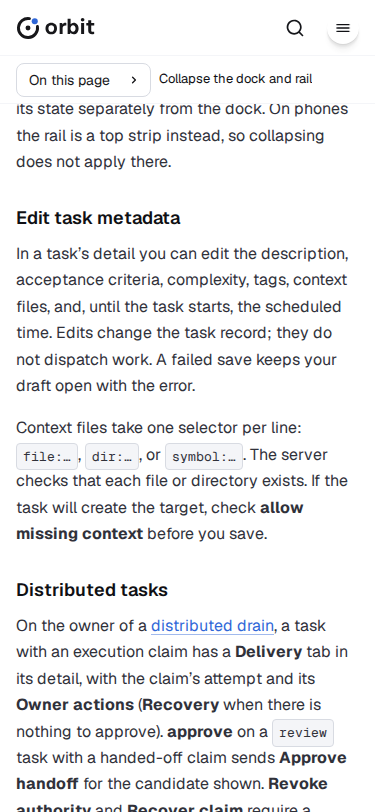 orbit
On this page
Collapse the dock and rail
its state separately from the dock. On phones
the rail is a top strip instead, so collapsing
does not apply there.
Edit task metadata
In a task’s detail you can edit the description,
acceptance criteria, complexity, tags, context
files, and, until the task starts, the scheduled
time. Edits change the task record; they do
not dispatch work. A failed save keeps your
draft open with the error.
Context files take one selector per line:
file:…, dir:…, or symbol:…. The server
checks that each file or directory exists. If the
task will create the target, check allow
missing context before you save.
Distributed tasks
On the owner of a distributed drain, a task
with an execution claim has a Delivery tab in
its detail, with the claim’s attempt and its
Owner actions (Recovery when there is
nothing to approve). approve on a review
task with a handed-off claim sends Approve
handoff for the candidate shown. Revoke
authority and Recover claim require a